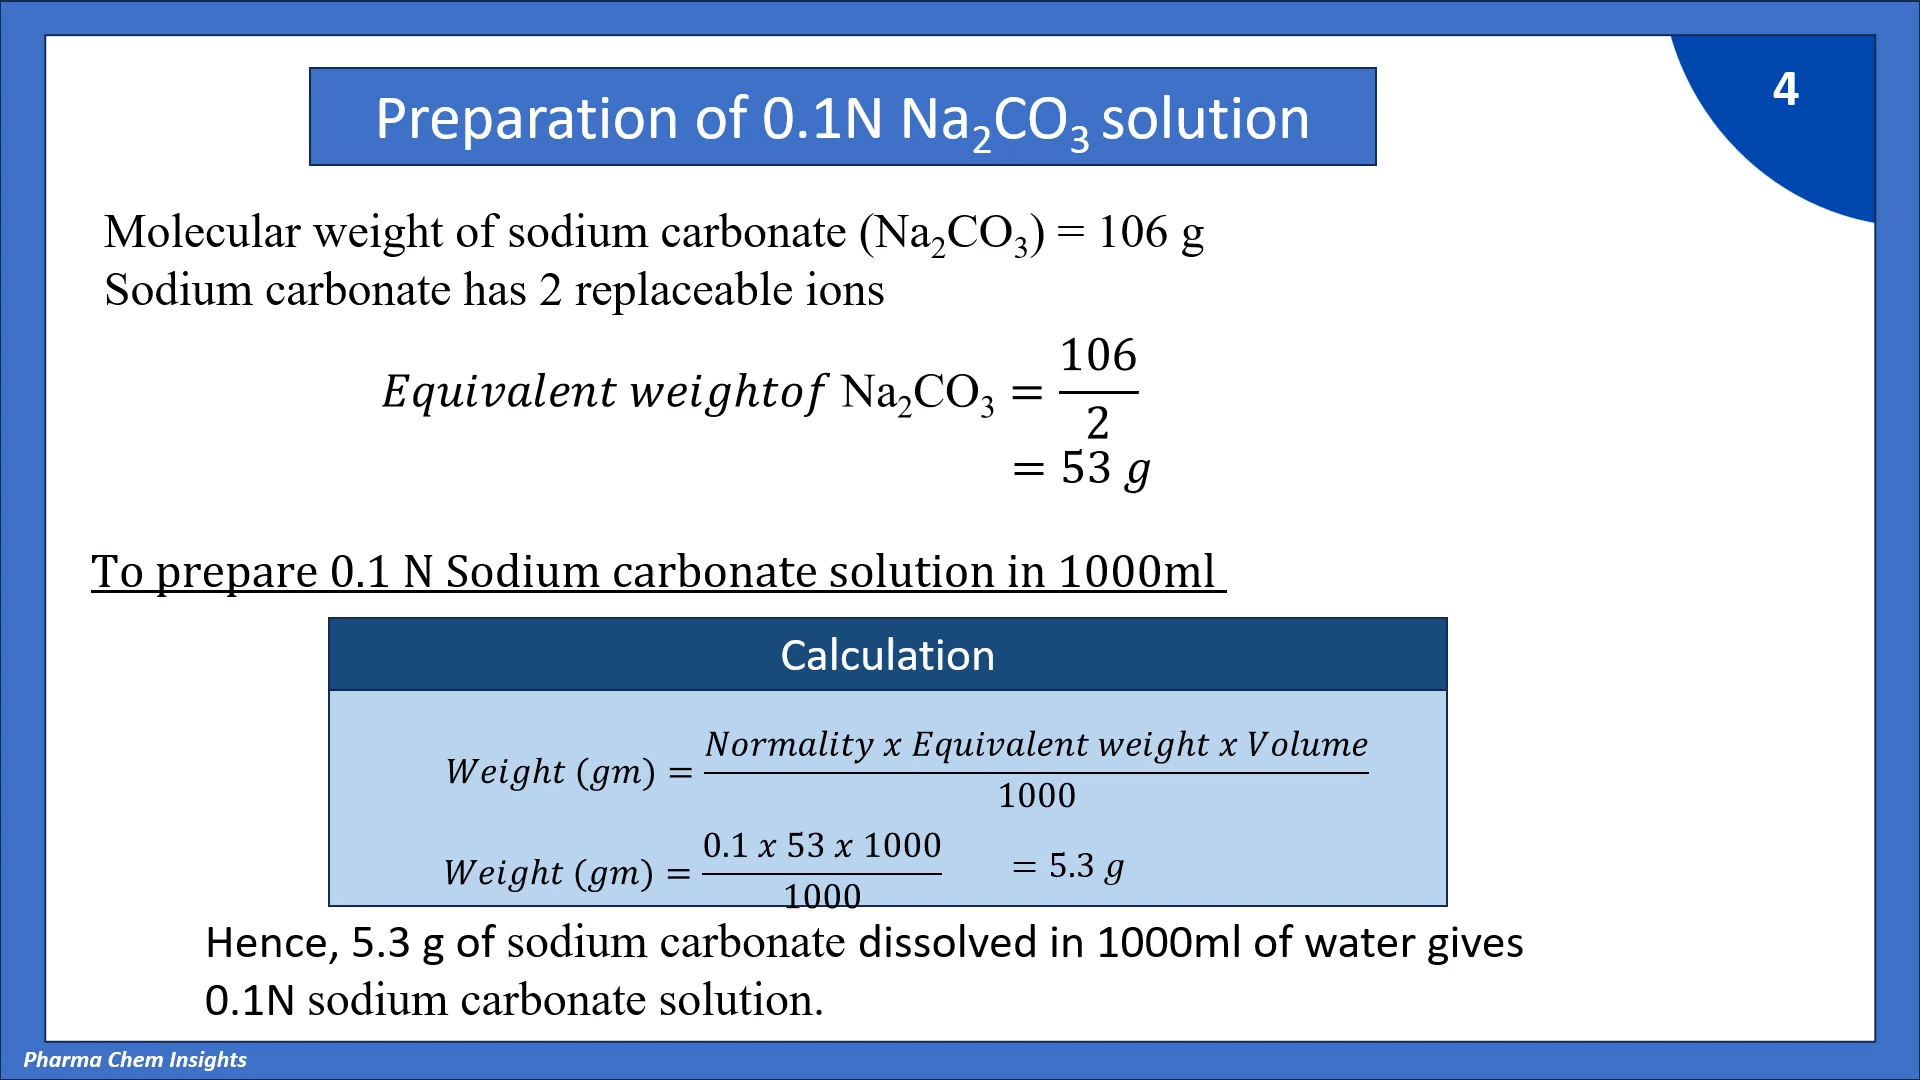 4
Preparation of 0.1N Na₂CO₃ solution
Molecular weight of sodium carbonate (Na₂CO₃) = 106 g
Sodium carbonate has 2 replaceable ions
Equivalent weightof Na₂CO₃ = 106/2
= 53 g
To prepare 0.1 N Sodium carbonate solution in 1000ml
Calculation
Weight (gm) = Normality x Equivalent weight x Volume/1000
Weight (gm) = 0.1 x 53 x 1000/1000 = 5.3 g
Hence, 5.3 g of sodium carbonate dissolved in 1000ml of water gives
0.1N sodium carbonate solution.
Pharma Chem Insights